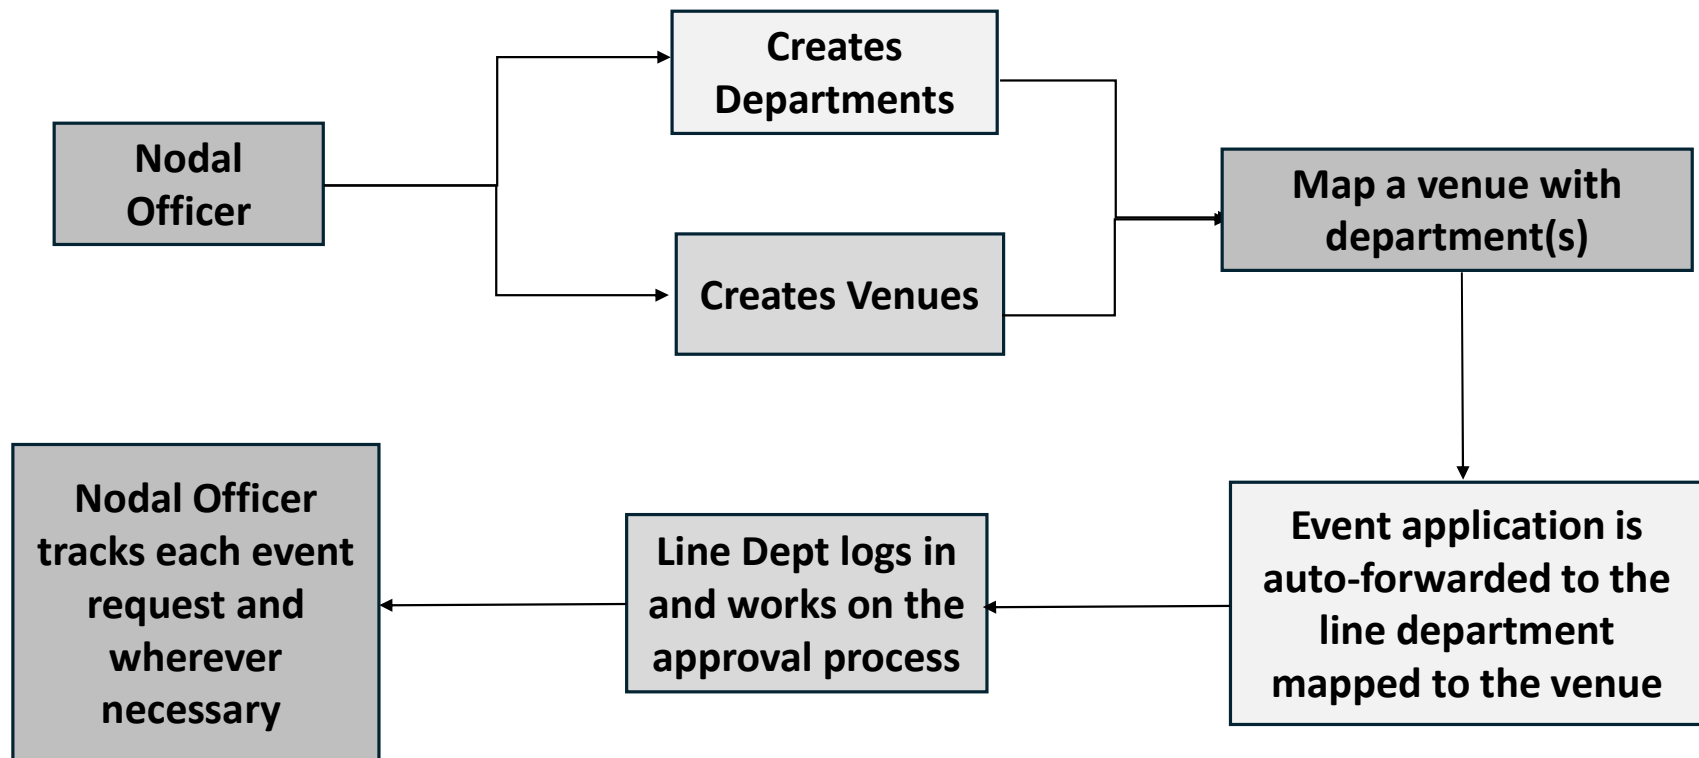 Creates
Departments
Nodal
Officer
Map a venue with
department(s)
Creates Venues
Event application is
auto-forwarded to the
line department
mapped to the venue
Line Dept logs in
and works on the
approval process
Nodal Officer
tracks each event
request and
wherever
necessary